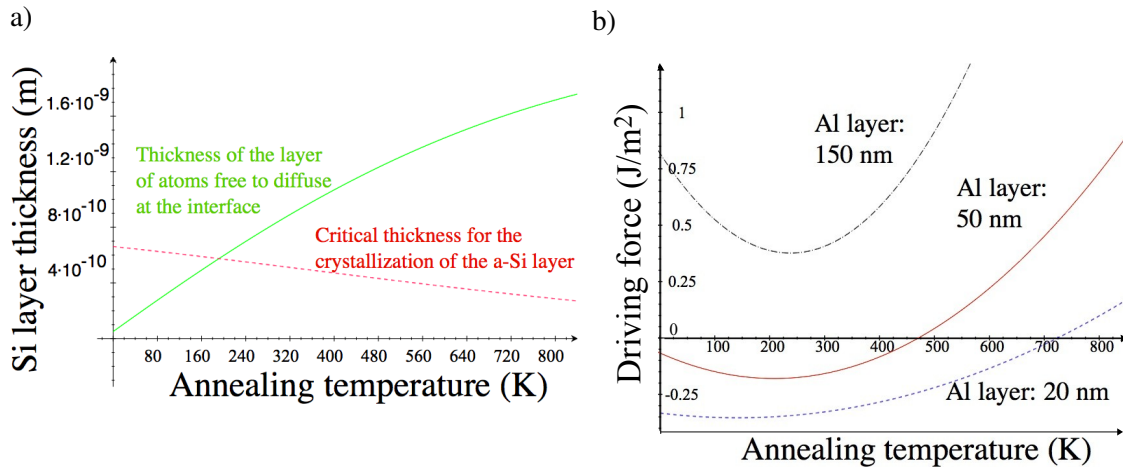 a)
Si layer thickness (m)
1.6·10⁻⁹
1.2·10⁻⁹
8·10⁻¹⁰
4·10⁻¹⁰
Thickness of the layer
of atoms free to diffuse
at the interface
Critical thickness for the
crystallization of the a-Si layer
80 160 240 320 400 480 560 640 720 800
Annealing temperature (K)
b)
Driving force (J/m²)
1
0.75
0.5
0.25
0
-0.25
Al layer:
150 nm
Al layer:
50 nm
100 200 300 400 500 600 700 800
Al layer: 20 nm
Annealing temperature (K)